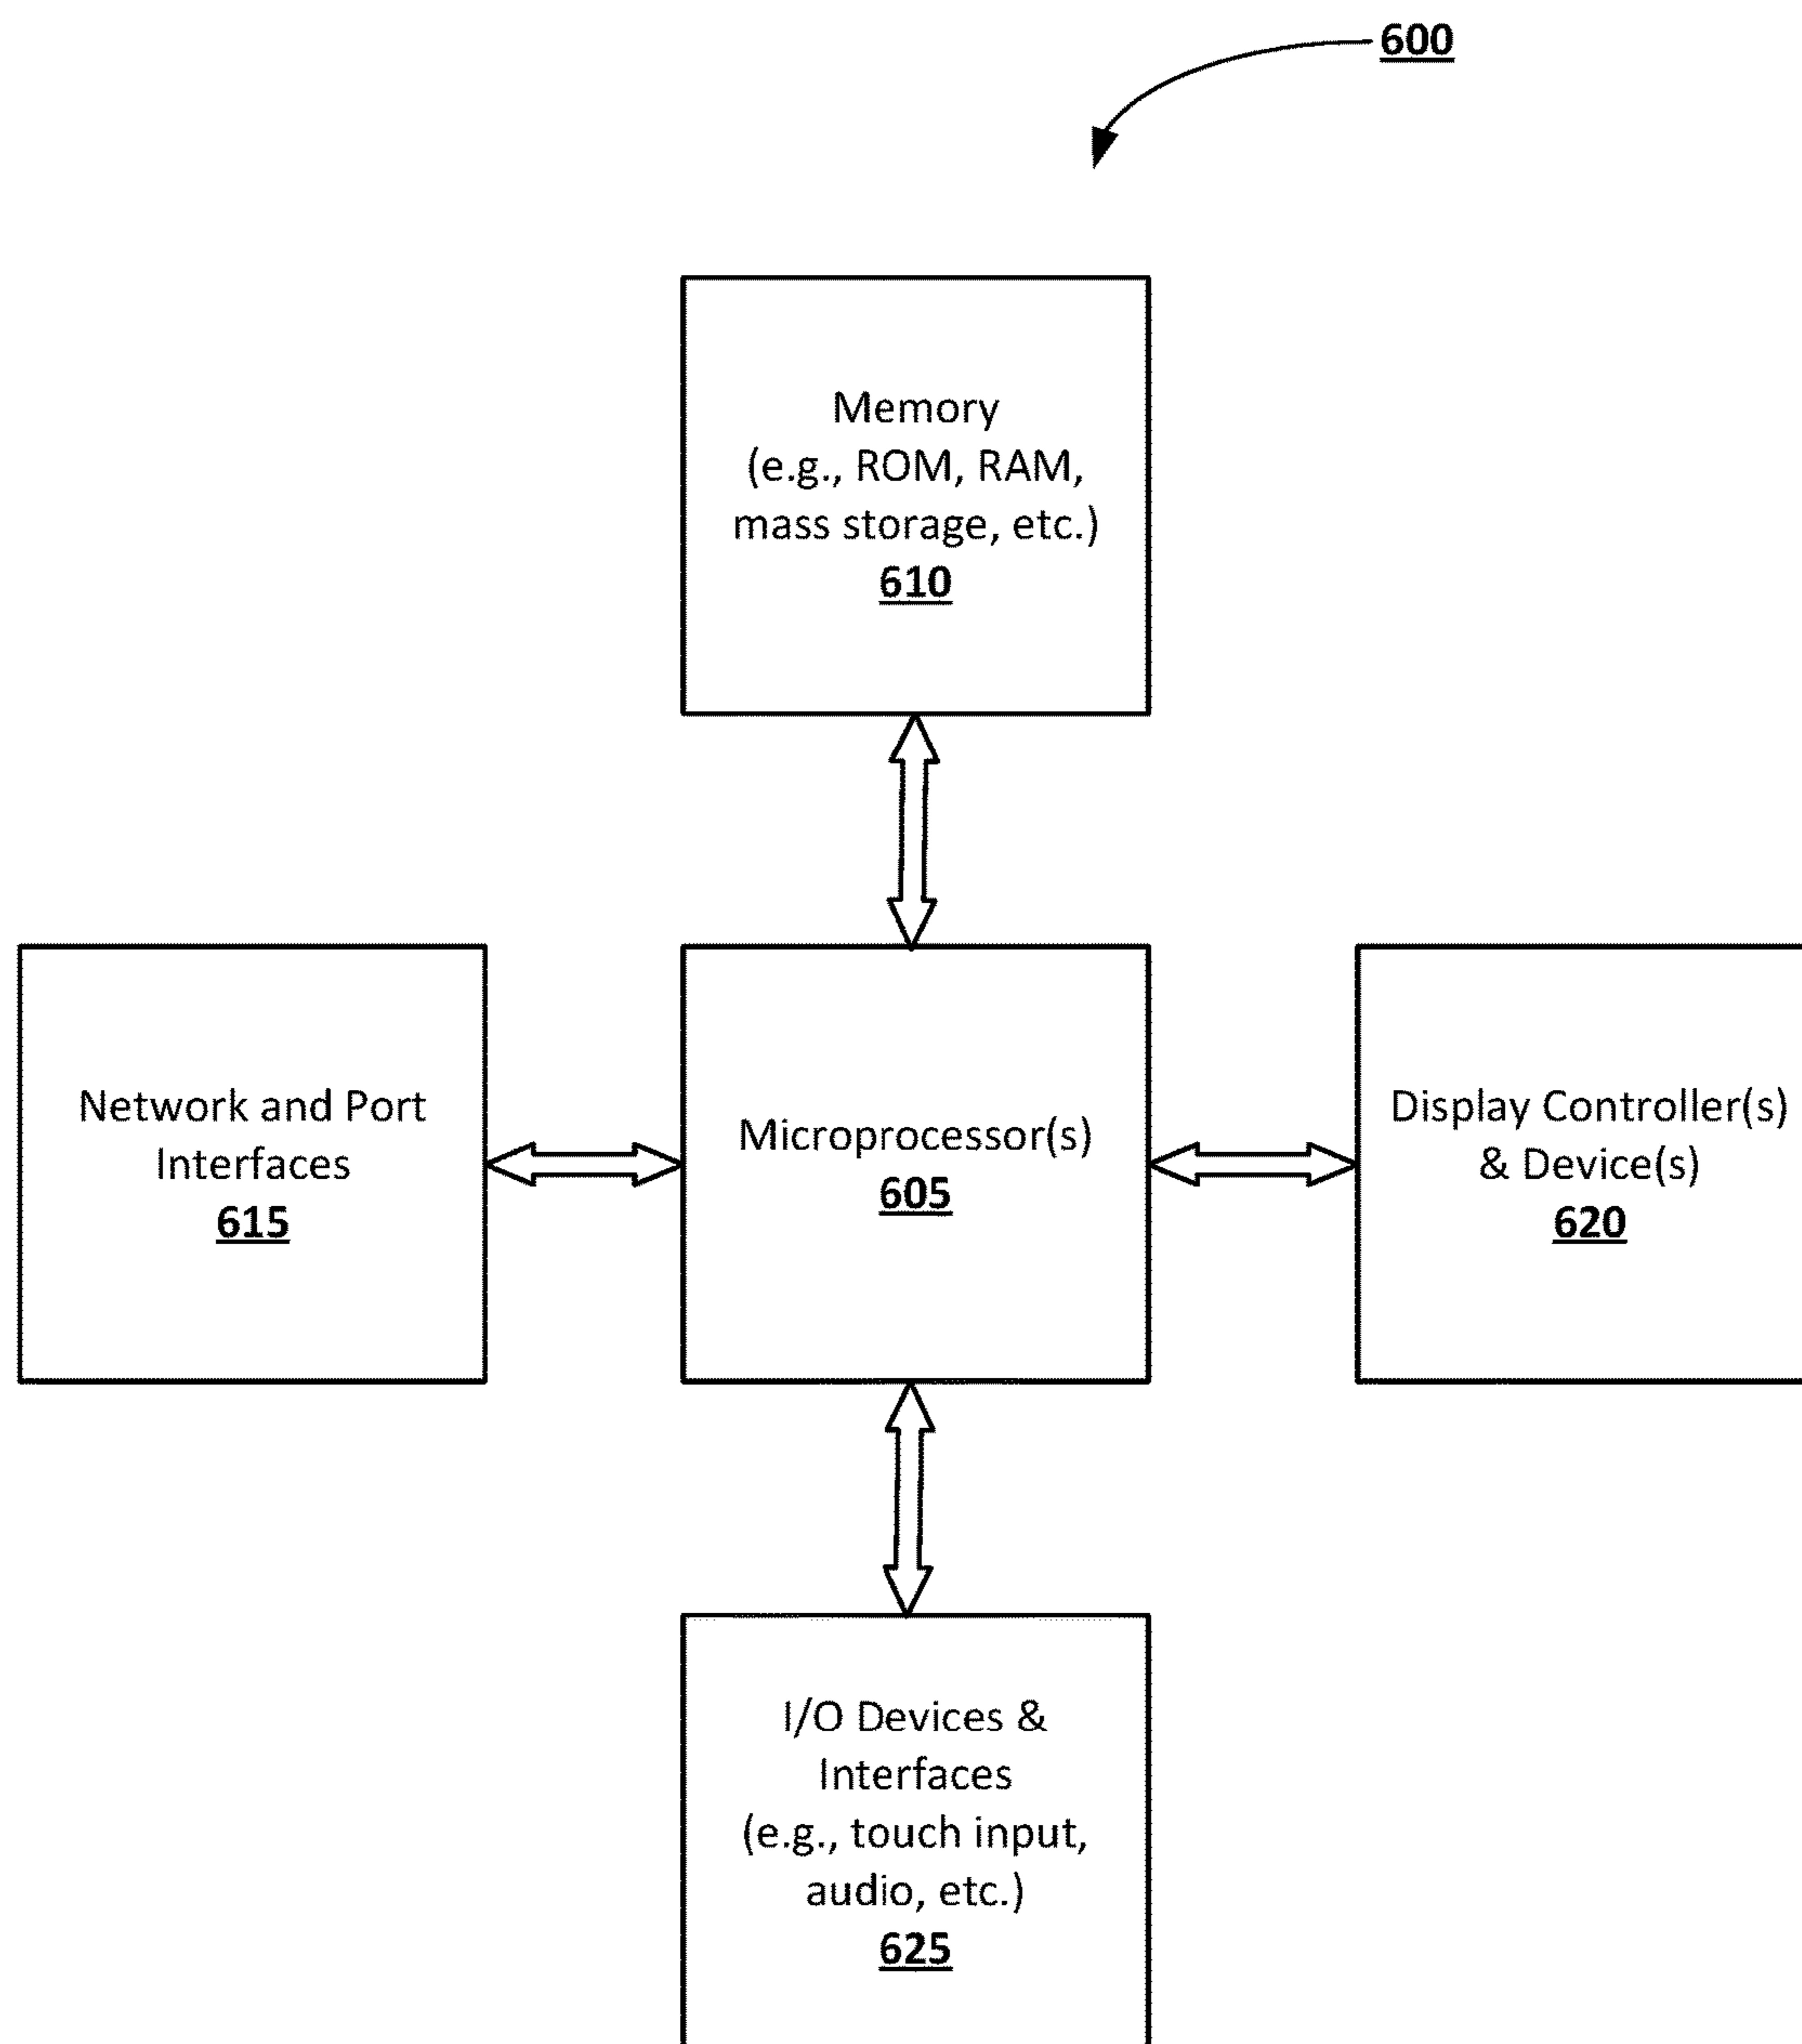 600
Memory
(e.g., ROM, RAM,
mass storage, etc.)
610
Network and Port
Interfaces
615
Microprocessor(s)
605
Display Controller(s)
& Device(s)
620
I/O Devices &
Interfaces
(e.g., touch input,
audio, etc.)
625